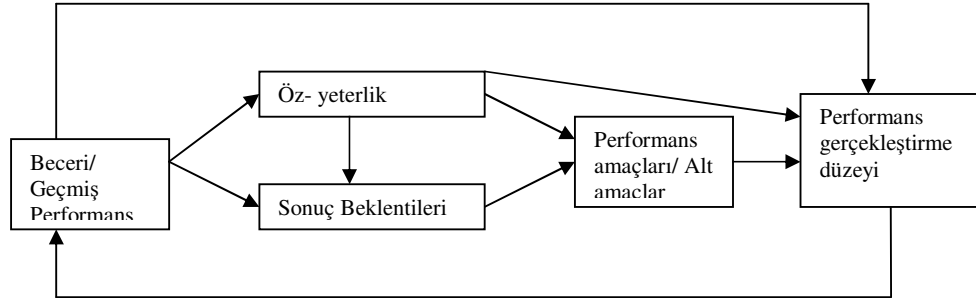 Öz- yeterlik
Beceri/
Geçmiş
Performans
Sonuç Beklentileri
Performans
amaçları/ Alt
amaçlar
Performans
gerçekleştirme
düzeyi